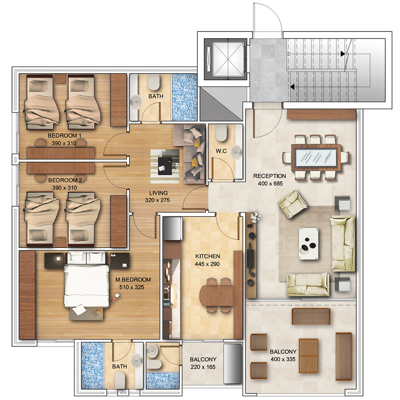 BATH
BEDROOM 1
390 x 310
W.C
RECEPTION
400 x 685
BEDROOM 2
390 x 310
LIVING
320 x 275
KITCHEN
445 x 290
M.BEDROOM
510 x 325
BALCONY
400 x 335
BATH
BALCONY
220 x 165